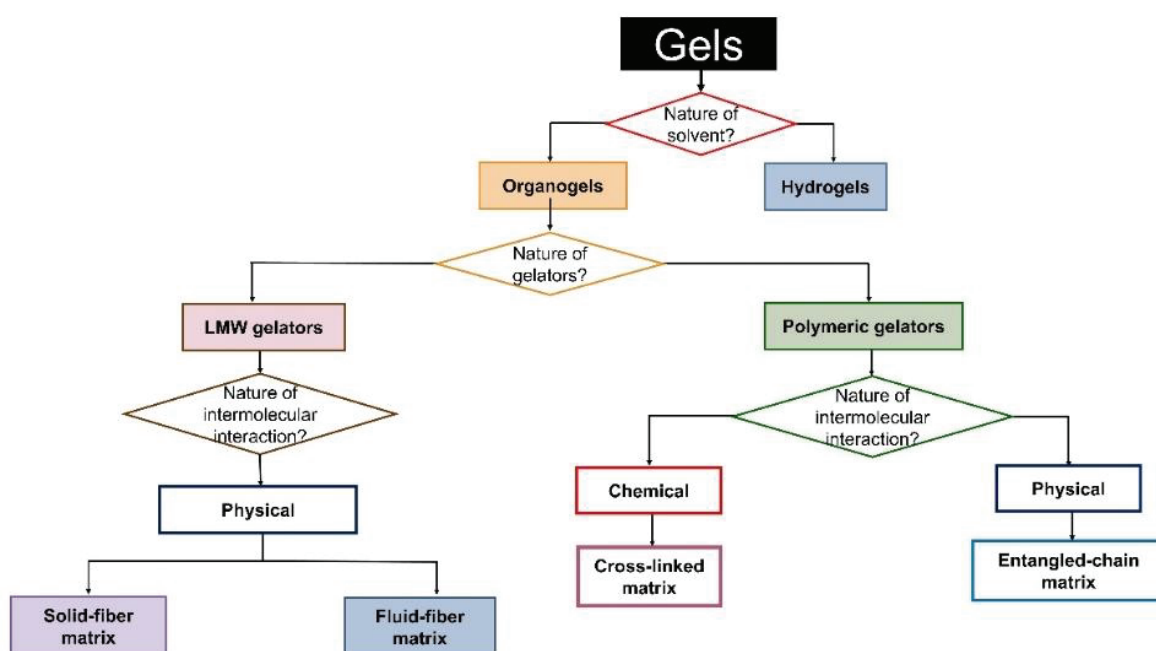 Gels
Nature of
solvent?
Organogels
Hydrogels
Nature of
gelators?
LMW gelators
Polymeric gelators
Nature of
intermolecular
interaction?
Nature of
intermolecular
interaction?
Physical
Chemical
Physical
Cross-linked
matrix
Entangled-chain
matrix
Solid-fiber
matrix
Fluid-fiber
matrix